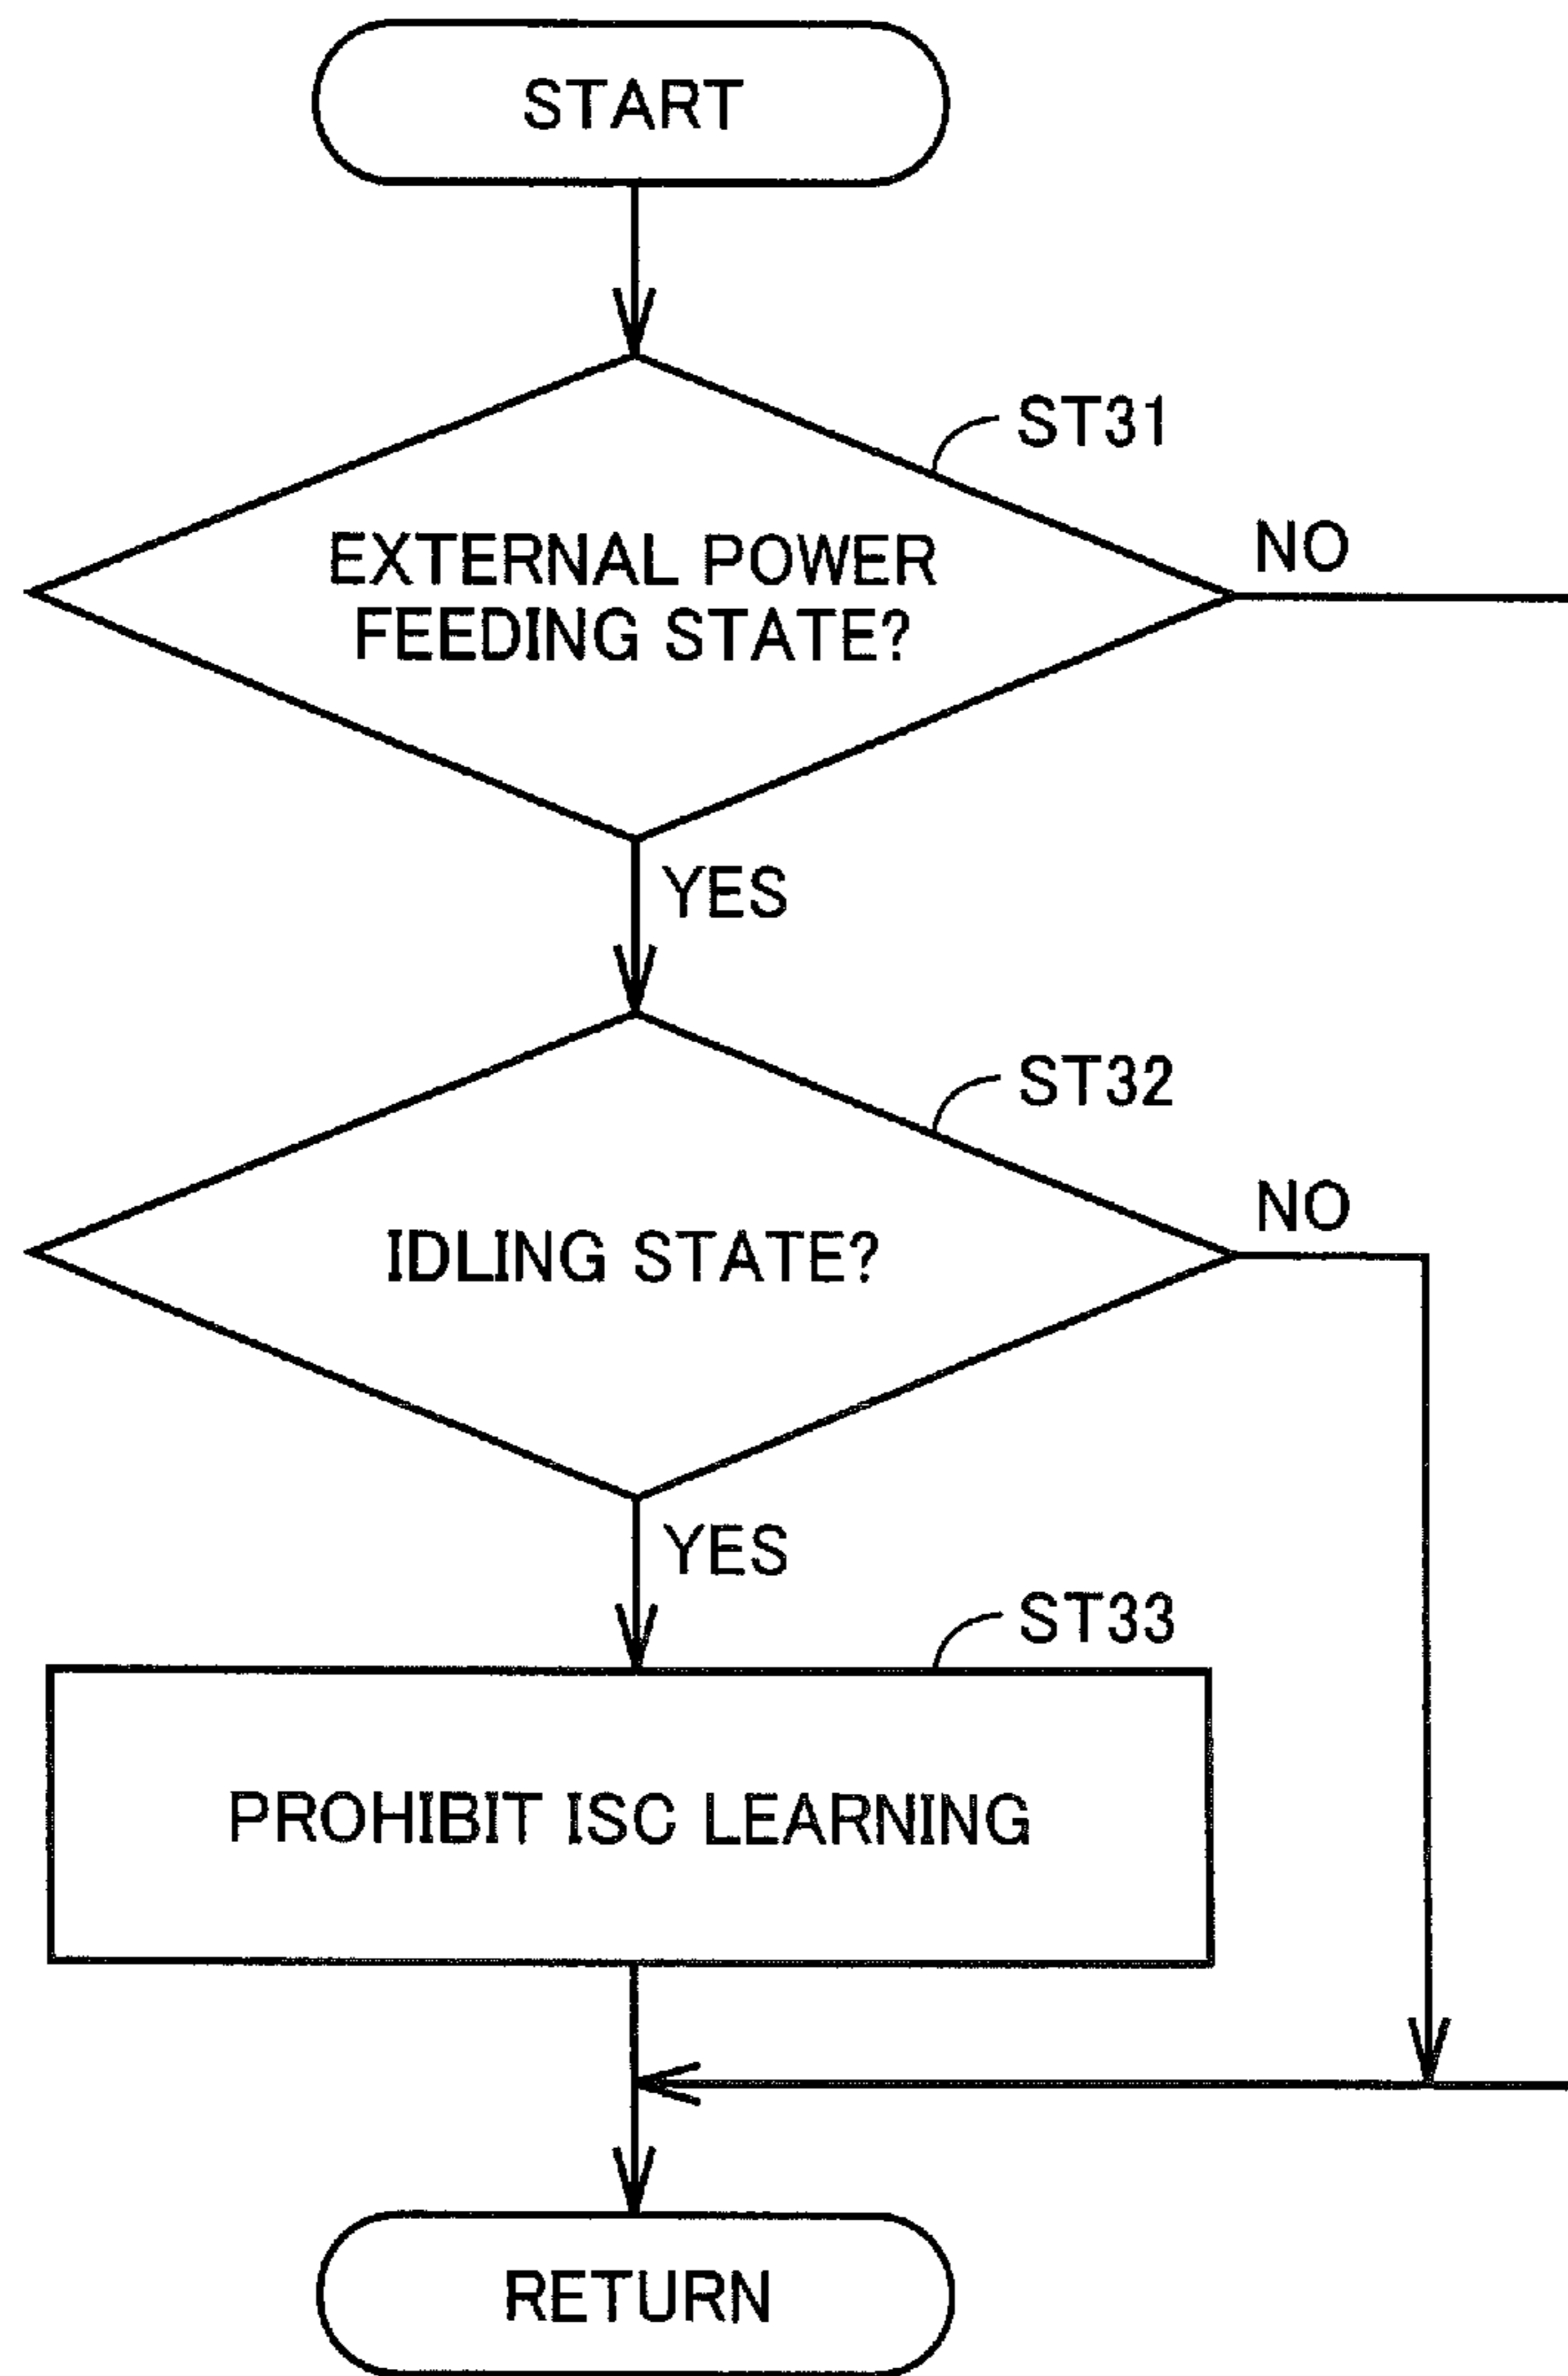 START
ST31
EXTERNAL POWER
FEEDING STATE?
NO
YES
ST32
IDLING STATE?
NO
YES
ST33
PROHIBIT ISC LEARNING
RETURN